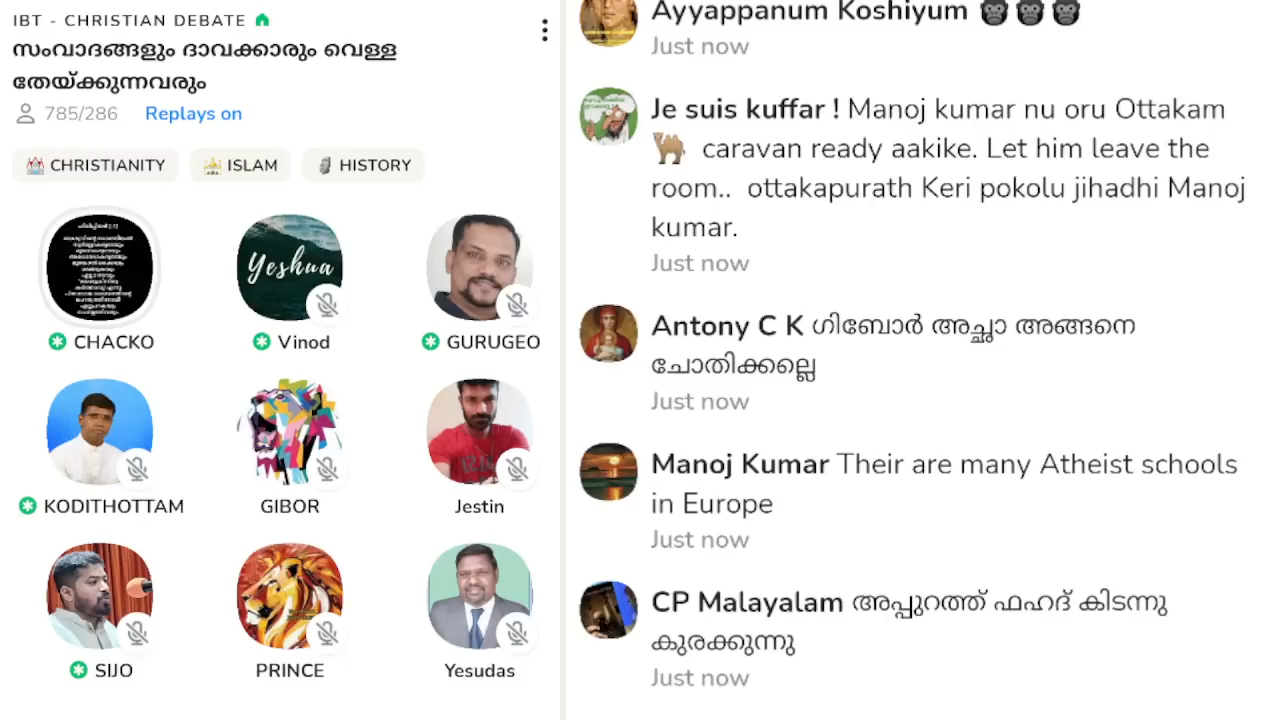 IBT - CHRISTIAN DEBATE
സംവാദങ്ങളും ദാവക്കാരും വെള്ള
തേയ്ക്കുന്നവരും
785/286 Replays on
CHRISTIANITY ISLAM HISTORY
Yeshua
CHACKO Vinod GURUGEO
KODITHOTTAM GIBOR Jestin
SIJO PRINCE Yesudas
Ayyappanum Koshiyum 🦍🦍🦍
Just now
Je suis kuffar ! Manoj kumar nu oru Ottakam
🐫 caravan ready aakike. Let him leave the
room.. ottakapurath Keri pokolu jihadhi Manoj
kumar.
Just now
Antony C K ഗിബോർ അച്ഛാ അങ്ങനെ
ചോതിക്കല്ലെ
Just now
Manoj Kumar Their are many Atheist schools
in Europe
Just now
CP Malayalam അപ്പുറത്ത് ഫഹദ് കിടന്നു
കുരക്കുന്നു
Just now